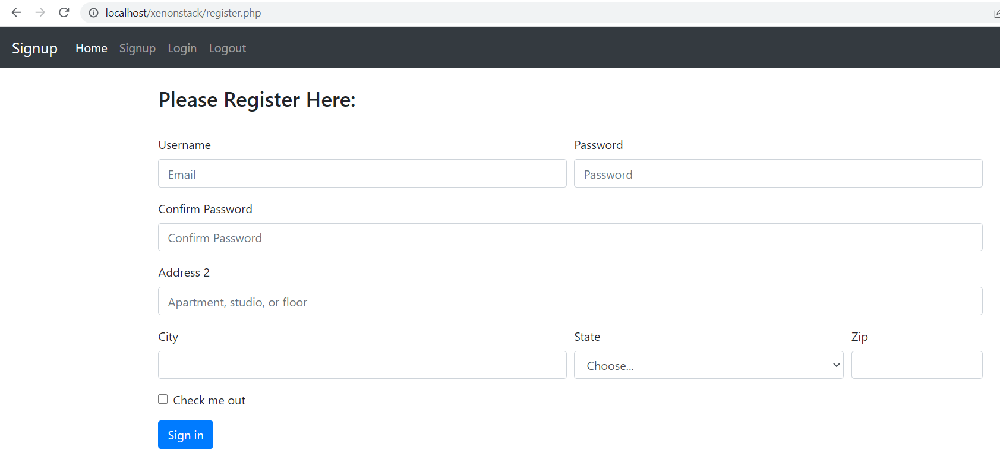 localhost/xenonstack/register.php
Signup Home Signup Login Logout
Please Register Here:
Username Password
Email Password
Confirm Password
Confirm Password
Address 2
Apartment, studio, or floor
City State Zip
Choose...
Check me out
Sign in